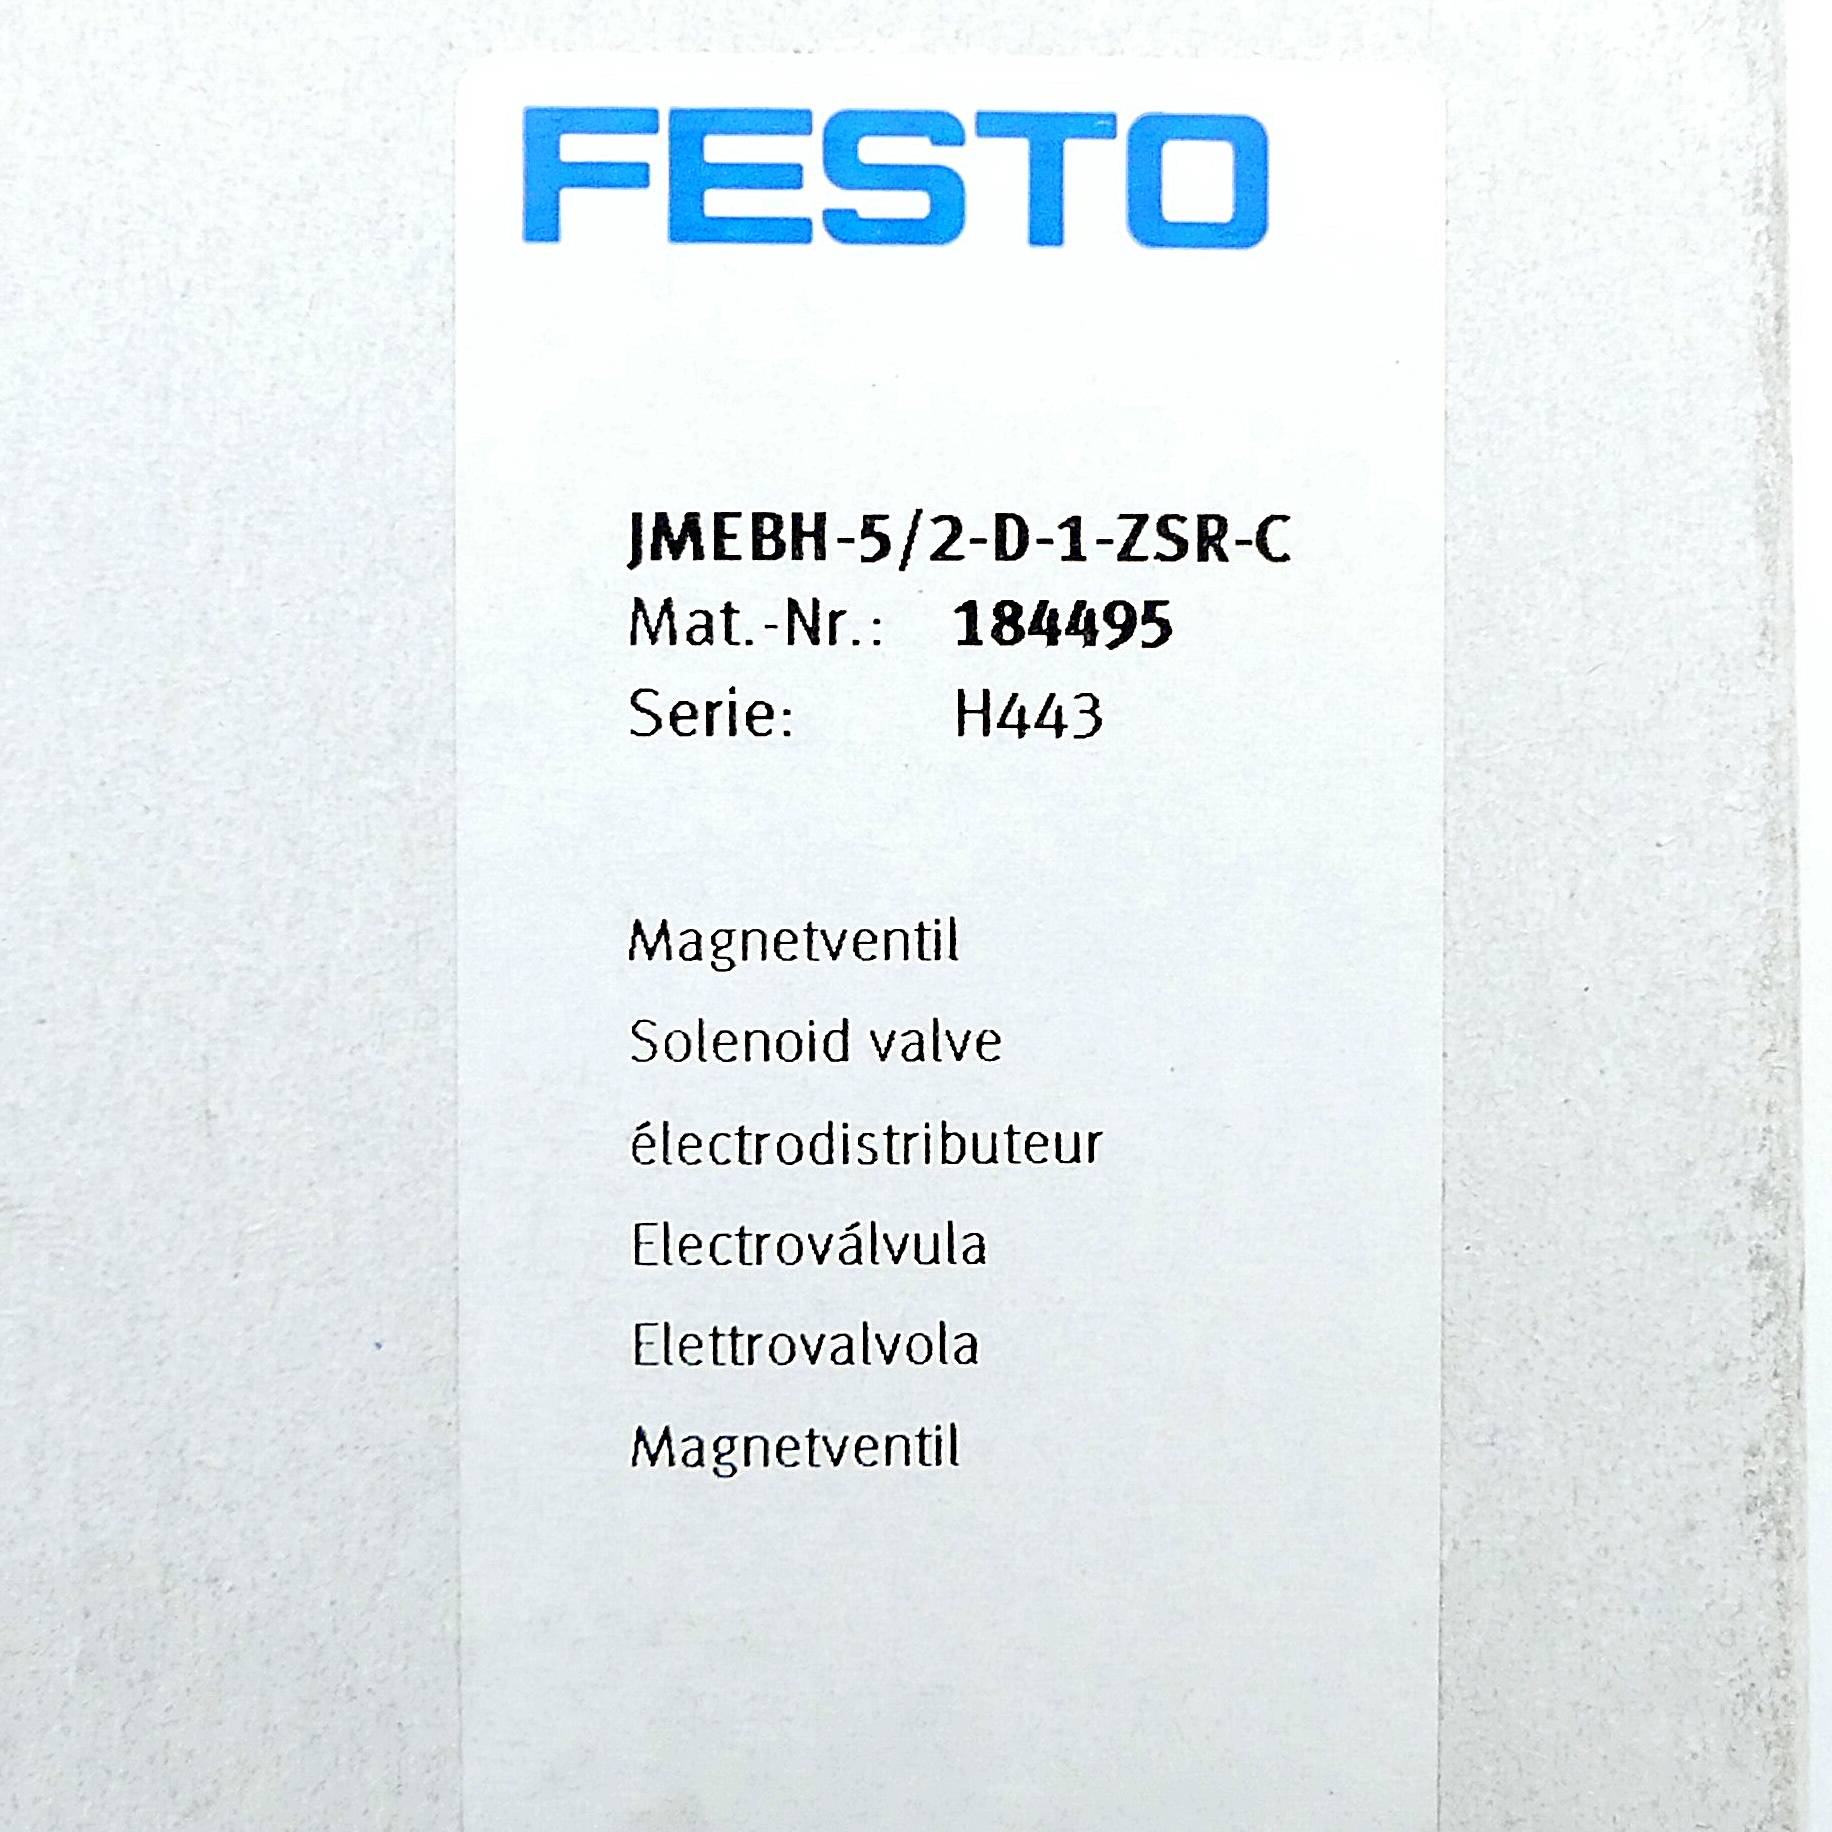 FESTO
JMEBH-5/2-D-1-ZSR-C
Mat.-Nr.: 184495
Serie: H443
Magnetventil
Solenoid valve
électrodistributeur
Electroválvula
Elettrovalvola
Magnetventil